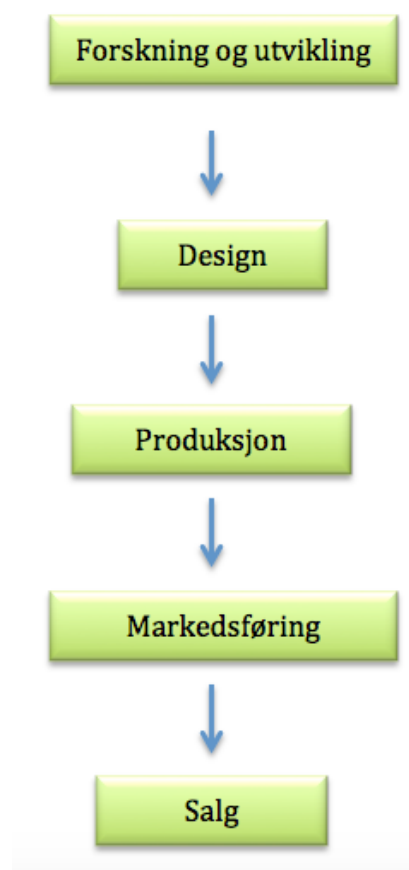 Forskning og utvikling
Design
Produksjon
Markedsføring
Salg